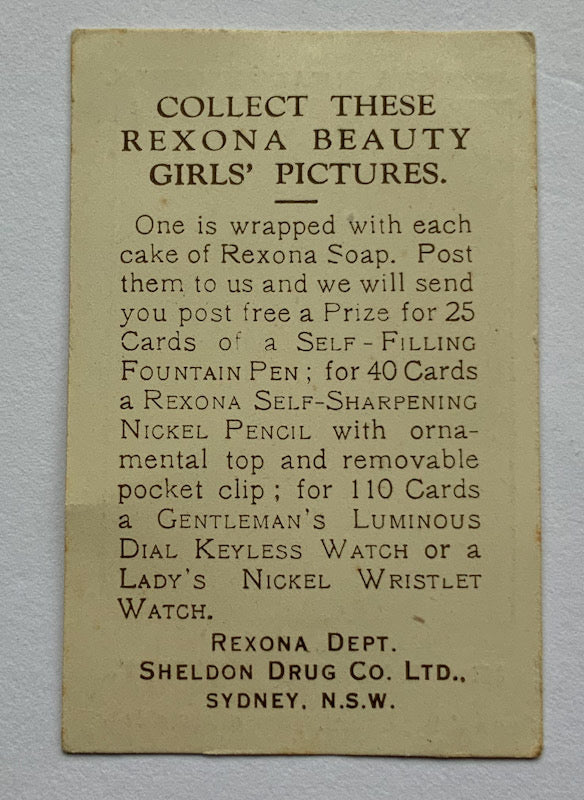 COLLECT THESE
REXONA BEAUTY
GIRLS' PICTURES.
One is wrapped with each
cake of Rexona Soap. Post
them to us and we will send
you post free a Prize for 25
Cards of a SELF-FILLING
FOUNTAIN PEN; for 40 Cards
a REXONA SELF-SHARPENING
NICKEL PENCIL with orna-
mental top and removable
pocket clip; for 110 Cards
a GENTLEMAN'S LUMINOUS
DIAL KEYLESS WATCH or a
LADY'S NICKEL WRISTLET
WATCH.
REXONA DEPT.
SHELDON DRUG CO. LTD.,
SYDNEY, N.S.W.